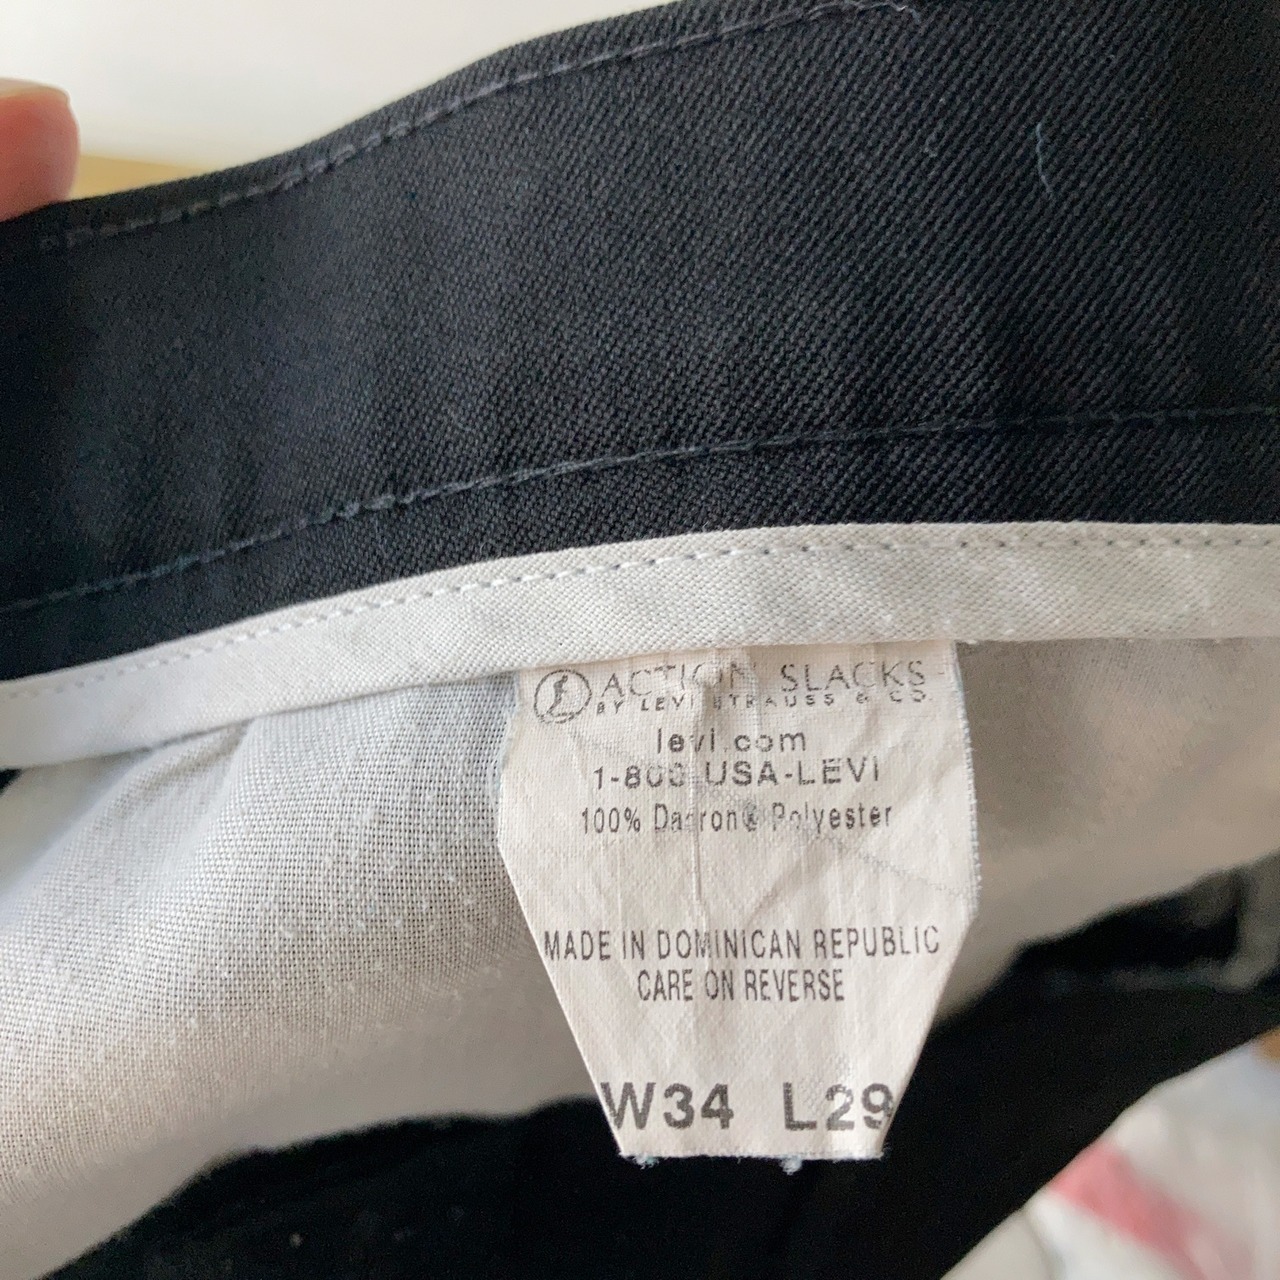 ACTION SLACKS
BY LEVI STRAUSS & CO.
levi.com
1-800-USA-LEVI
100% Dacron® Polyester
MADE IN DOMINICAN REPUBLIC
CARE ON REVERSE
W34 L29